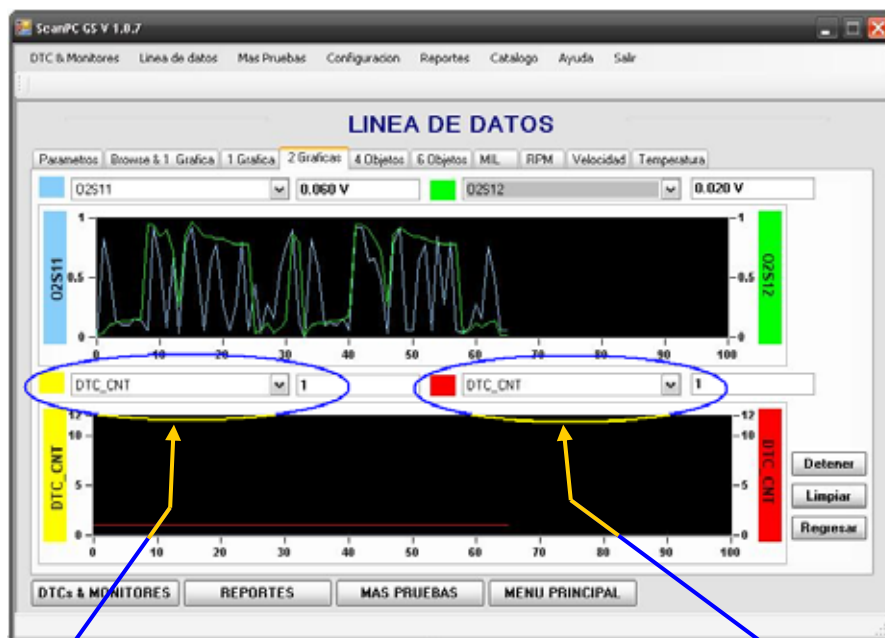 ScanPC GS V 1.0.7
DTC & Monitores Linea de datos Mas Pruebas Configuracion Reportes Catalogo Ayuda Salir
LINEA DE DATOS
Parametros Browse & 1 Grafica 1 Grafica 2 Graficas 4 Objetos 6 Objetos MIL RPM Velocidad Temperatura
O2S11 0.060 V O2S12 0.020 V
1 1
O2S11 0.5 0.5 O2S12
0 0
0 10 20 30 40 50 60 70 80 90 100
DTC_CNT 1 DTC_CNT 1
12 12
10 10
DTC_CNT 5 5 DTC_CNT
0 0
0 10 20 30 40 50 60 70 80 90 100
Detener
Limpiar
Regresar
DTCs & MONITORES REPORTES MAS PRUEBAS MENU PRINCIPAL